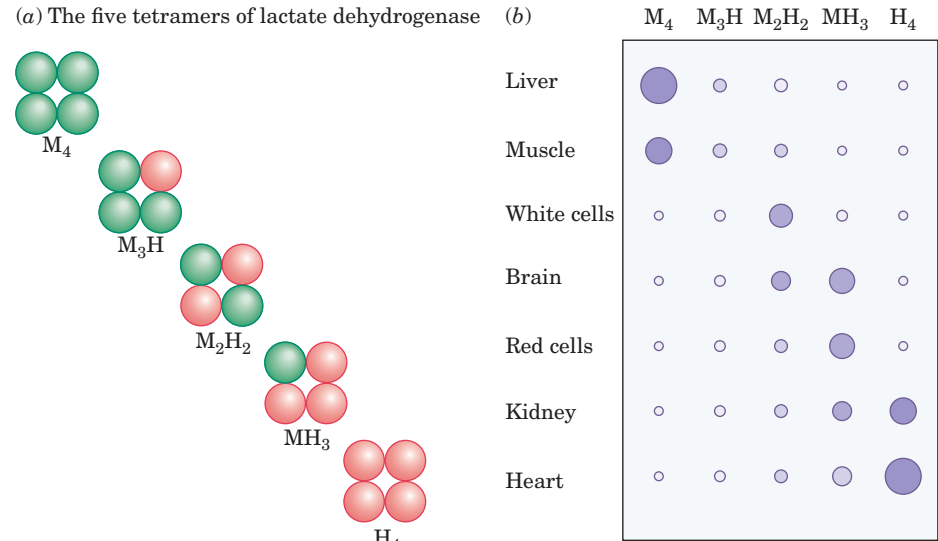 (a) The five tetramers of lactate dehydrogenase
M₄
M₃H
M₂H₂
MH₃
H₄
(b)
M₄ M₃H M₂H₂ MH₃ H₄
Liver
Muscle
White cells
Brain
Red cells
Kidney
Heart